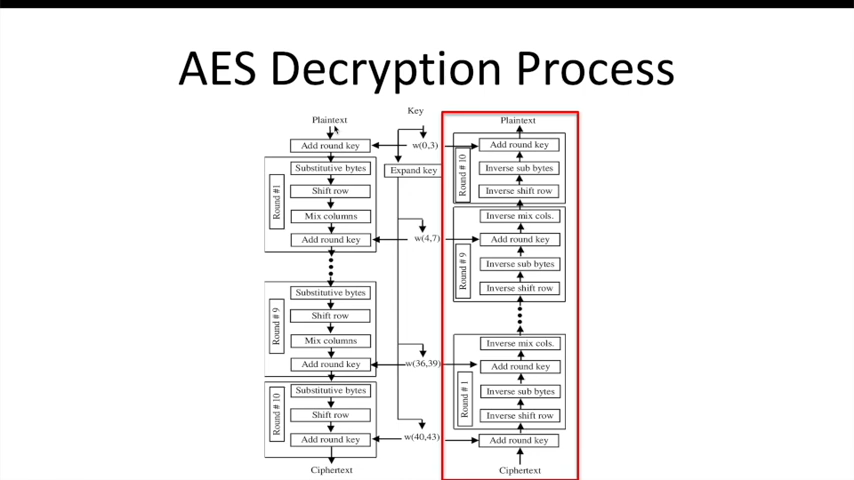 AES Decryption Process
Plaintext
Add round key
Round #1
Substitutive bytes
Shift row
Mix columns
Add round key
Round # 9
Substitutive bytes
Shift row
Mix columns
Add round key
Round # 10
Substitutive bytes
Shift row
Add round key
Ciphertext
Key
w(0,3)
Expand key
w(4,7)
w(36,39)
w(40,43)
Plaintext
Round # 10
Add round key
Inverse sub bytes
Inverse shift row
Round # 9
Inverse mix cols.
Add round key
Inverse sub bytes
Inverse shift row
Round # 1
Inverse mix cols.
Add round key
Inverse sub bytes
Inverse shift row
Add round key
Ciphertext